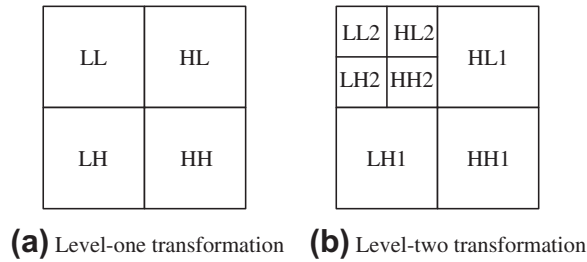 LL HL
LH HH
(a) Level-one transformation
LL2 HL2
LH2 HH2
HL1
LH1 HH1
(b) Level-two transformation